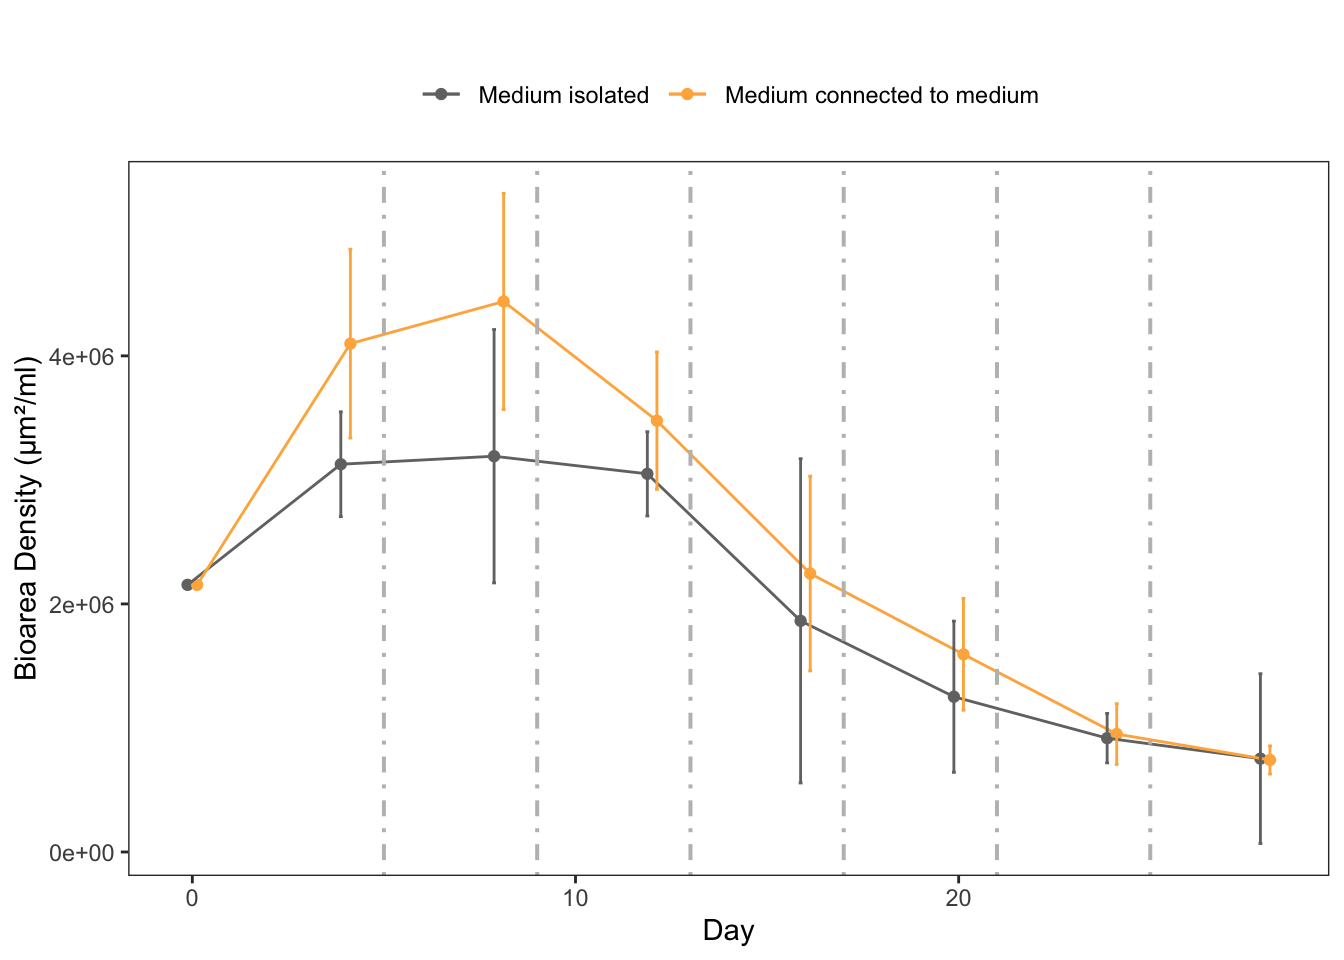 Medium isolated Medium connected to medium
Bioarea Density (µm²/ml)
4e+06
2e+06
0e+00
0 10 20
Day